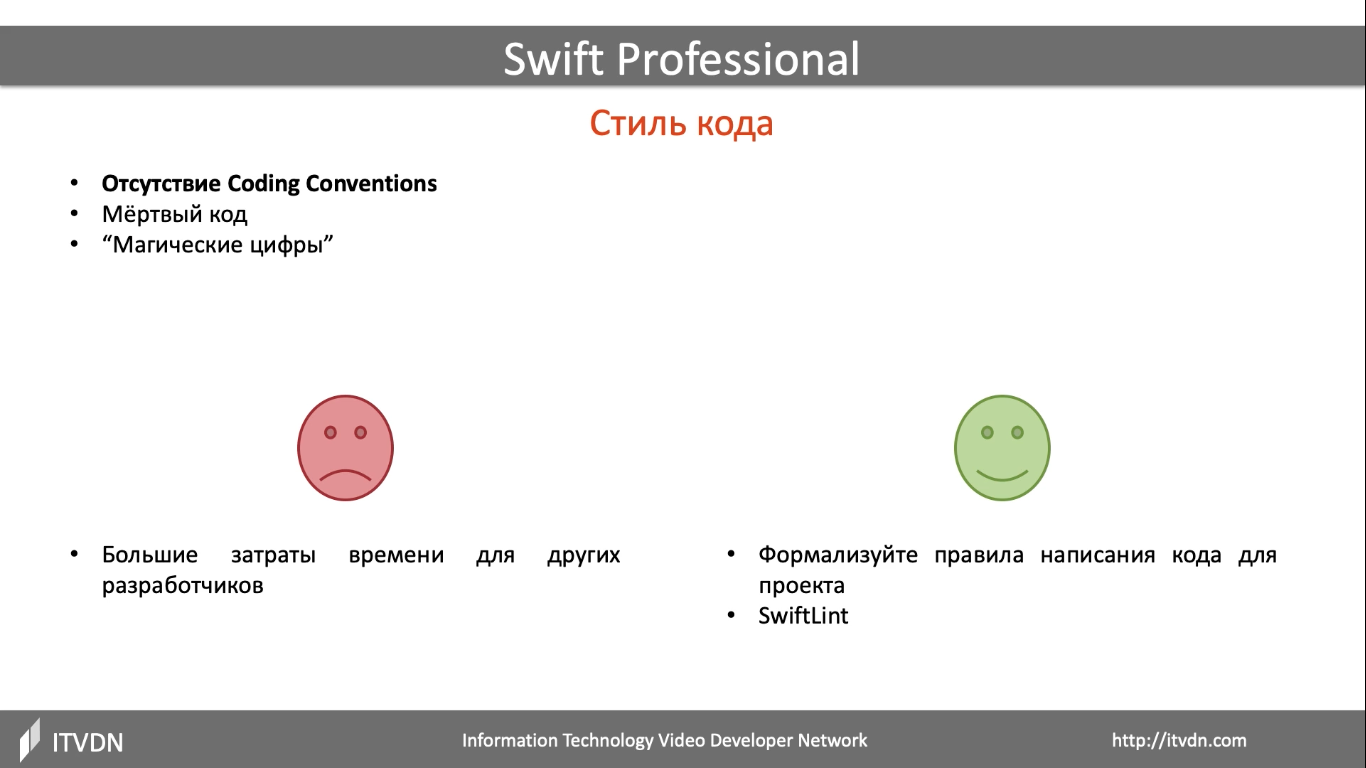 Swift Professional
Стиль кода
• Отсутствие Coding Conventions
• Мёртвый код
• “Магические цифры”
• Большие затраты времени для других
разработчиков
• Формализуйте правила написания кода для
проекта
• SwiftLint
ITVDN
Information Technology Video Developer Network
http://itvdn.com